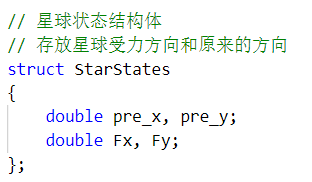 // 星球状态结构体
// 存放星球受力方向和原来的方向
struct StarStates
{
    double pre_x, pre_y;
    double Fx, Fy;
};